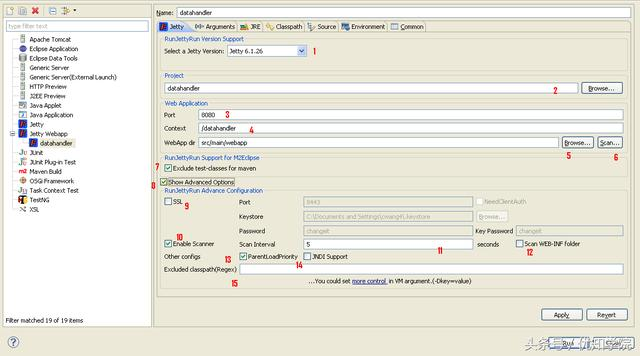 Name: datahandler
type filter text
Apache Tomcat
Eclipse Application
Eclipse Data Tools
Generic Server
Generic Server(External Launch)
HTTP Preview
J2EE Preview
Java Applet
Java Application
Jetty
Jetty Webapp
datahandler
JUnit
JUnit Plug-in Test
Maven Build
OSGi Framework
Task Context Test
TestNG
XSL
Filter matched 19 of 19 items
Jetty Arguments JRE Classpath Source Environment Common
RunJettyRun Version Support
Select a Jetty Version: Jetty 6.1.26 1
Project
datahandler 2 Browse...
Web Application
Port 8080 3
Context /datahandler 4
WebApp dir src/main/webapp Browse... Scan...
5 6
RunJettyRun Support for M2Eclipse
7 Exclude test-classes for maven
8 Show Advanced Options
RunJettyRun Advance Configuration
SSL Port 8443 NeedClientAuth
9 Keystore C:\Documents and Settings\cwang4\.keystore Browse...
Password changeit Key Password changeit
10
Enable Scanner Scan Interval 5 seconds Scan WEB-INF folder
11 12
Other configs 13 ParentLoadPriority JNDI Support
14
Excluded classpath(Regex)
15 ...You could set more control in VM argument.(-Dkey=value)
Apply Revert
Run
头条号 / 优知学院